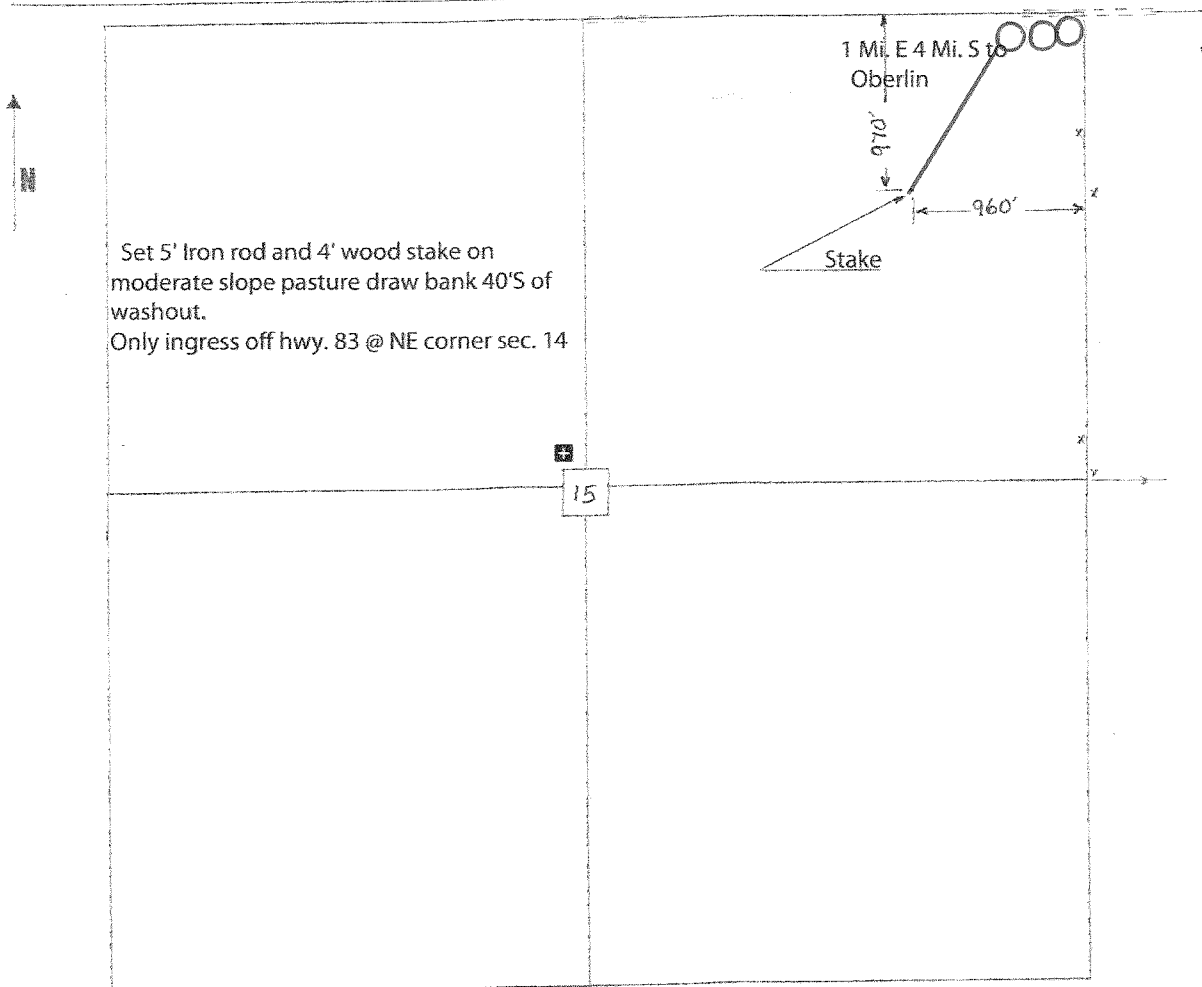 1 Mi. E 4 Mi. S to
Oberlin
N
970'
960'
Stake
Set 5' Iron rod and 4' wood stake on
moderate slope pasture draw bank 40'S of
washout.
Only ingress off hwy. 83 @ NE corner sec. 14
15